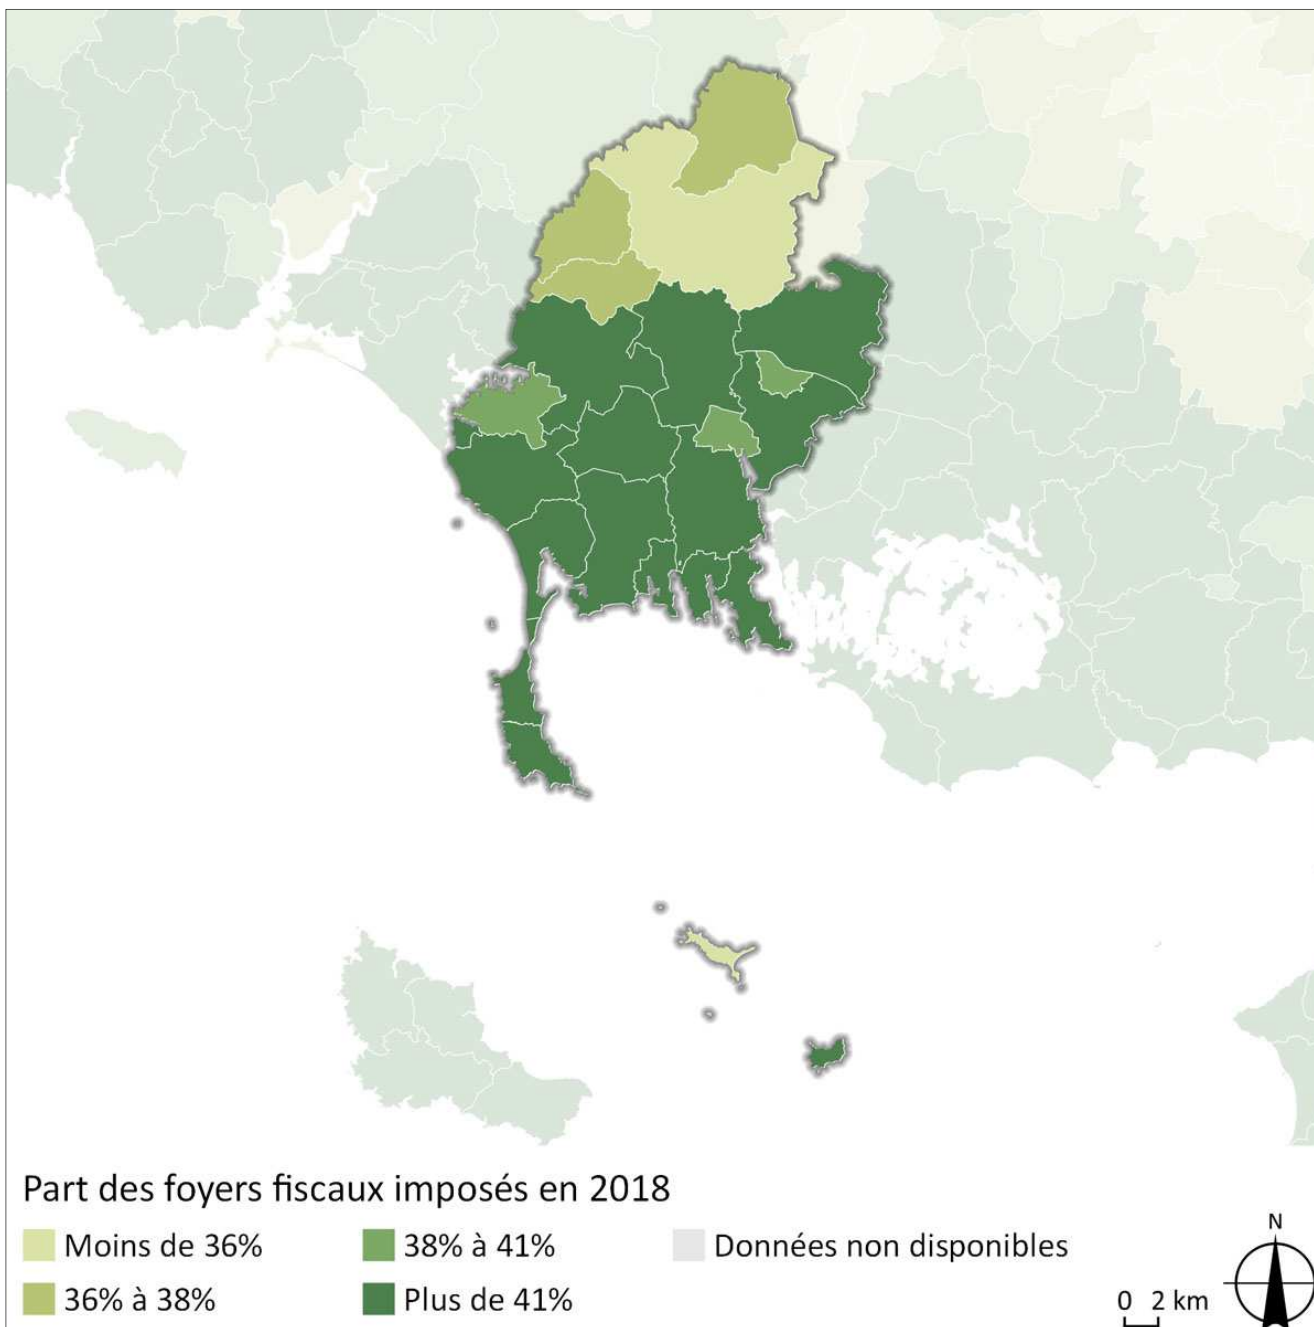 Part des foyers fiscaux imposés en 2018
Moins de 36%
38% à 41%
Données non disponibles
36% à 38%
Plus de 41%
0 2 km
N